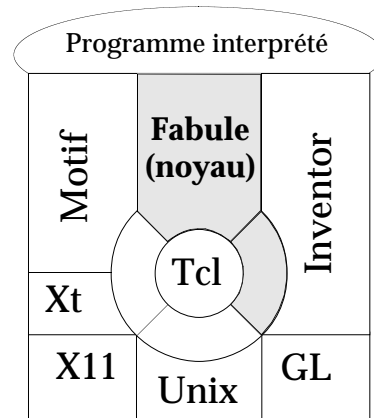 Programme interprété
Fabule
(noyau)
Motif
Inventor
Tcl
Xt
X11
Unix
GL